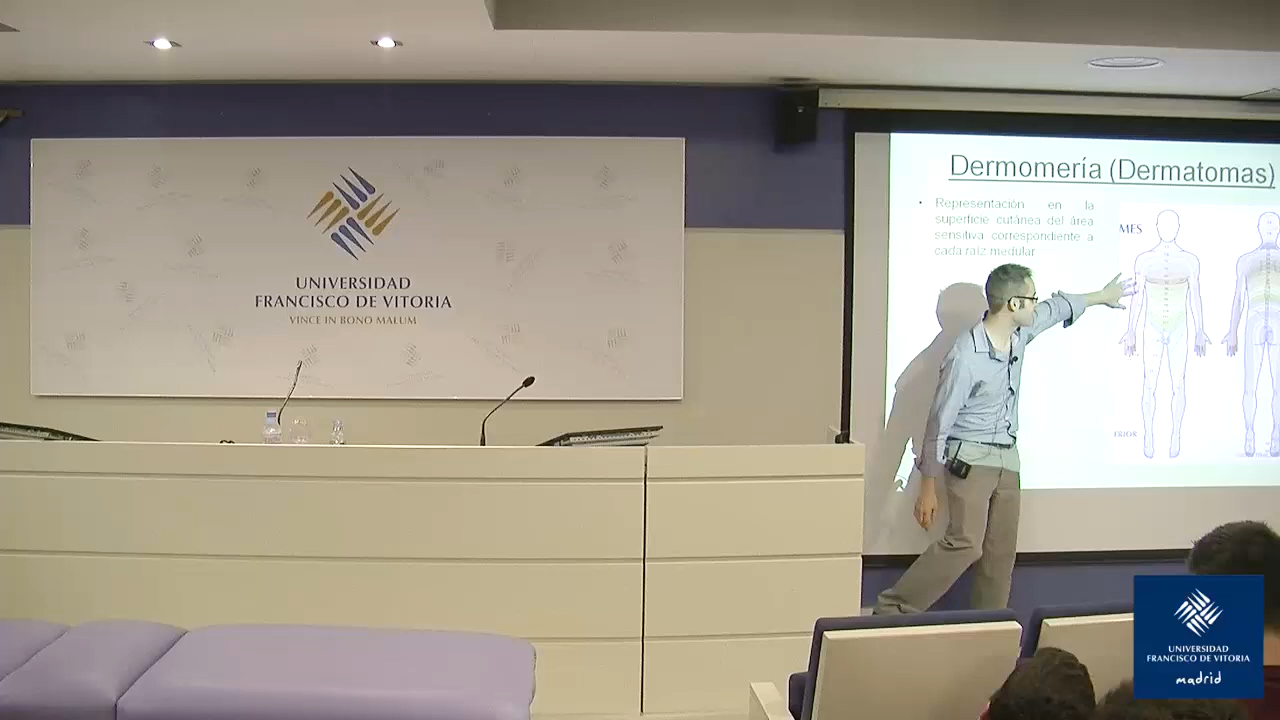 UNIVERSIDAD
FRANCISCO DE VITORIA
VINCE IN BONO MALUM
Dermomería (Dermatomas)
• Representación en la
superficie cutánea del área
sensitiva correspondiente a
cada raíz medular
MES
UNIVERSIDAD
FRANCISCO DE VITORIA
madrid